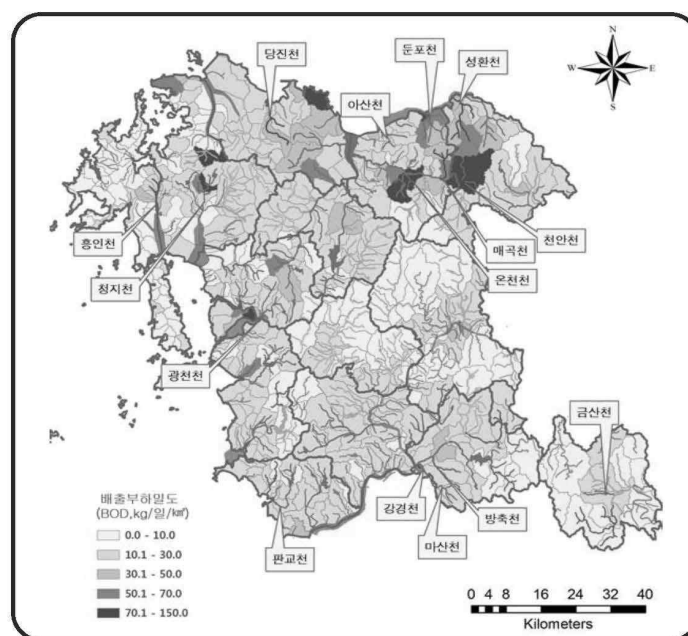 당진천
둔포천
성환천
아산천
N
W
E
S
흥인천
청지천
매곡천
천안천
온천천
광천천
금산천
강경천
방축천
마산천
판교천
배출부하밀도
(BOD,kg/일/㎢)
0.0 - 10.0
10.1 - 30.0
30.1 - 50.0
50.1 - 70.0
70.1 - 150.0
0 4 8 16 24 32 40
Kilometers